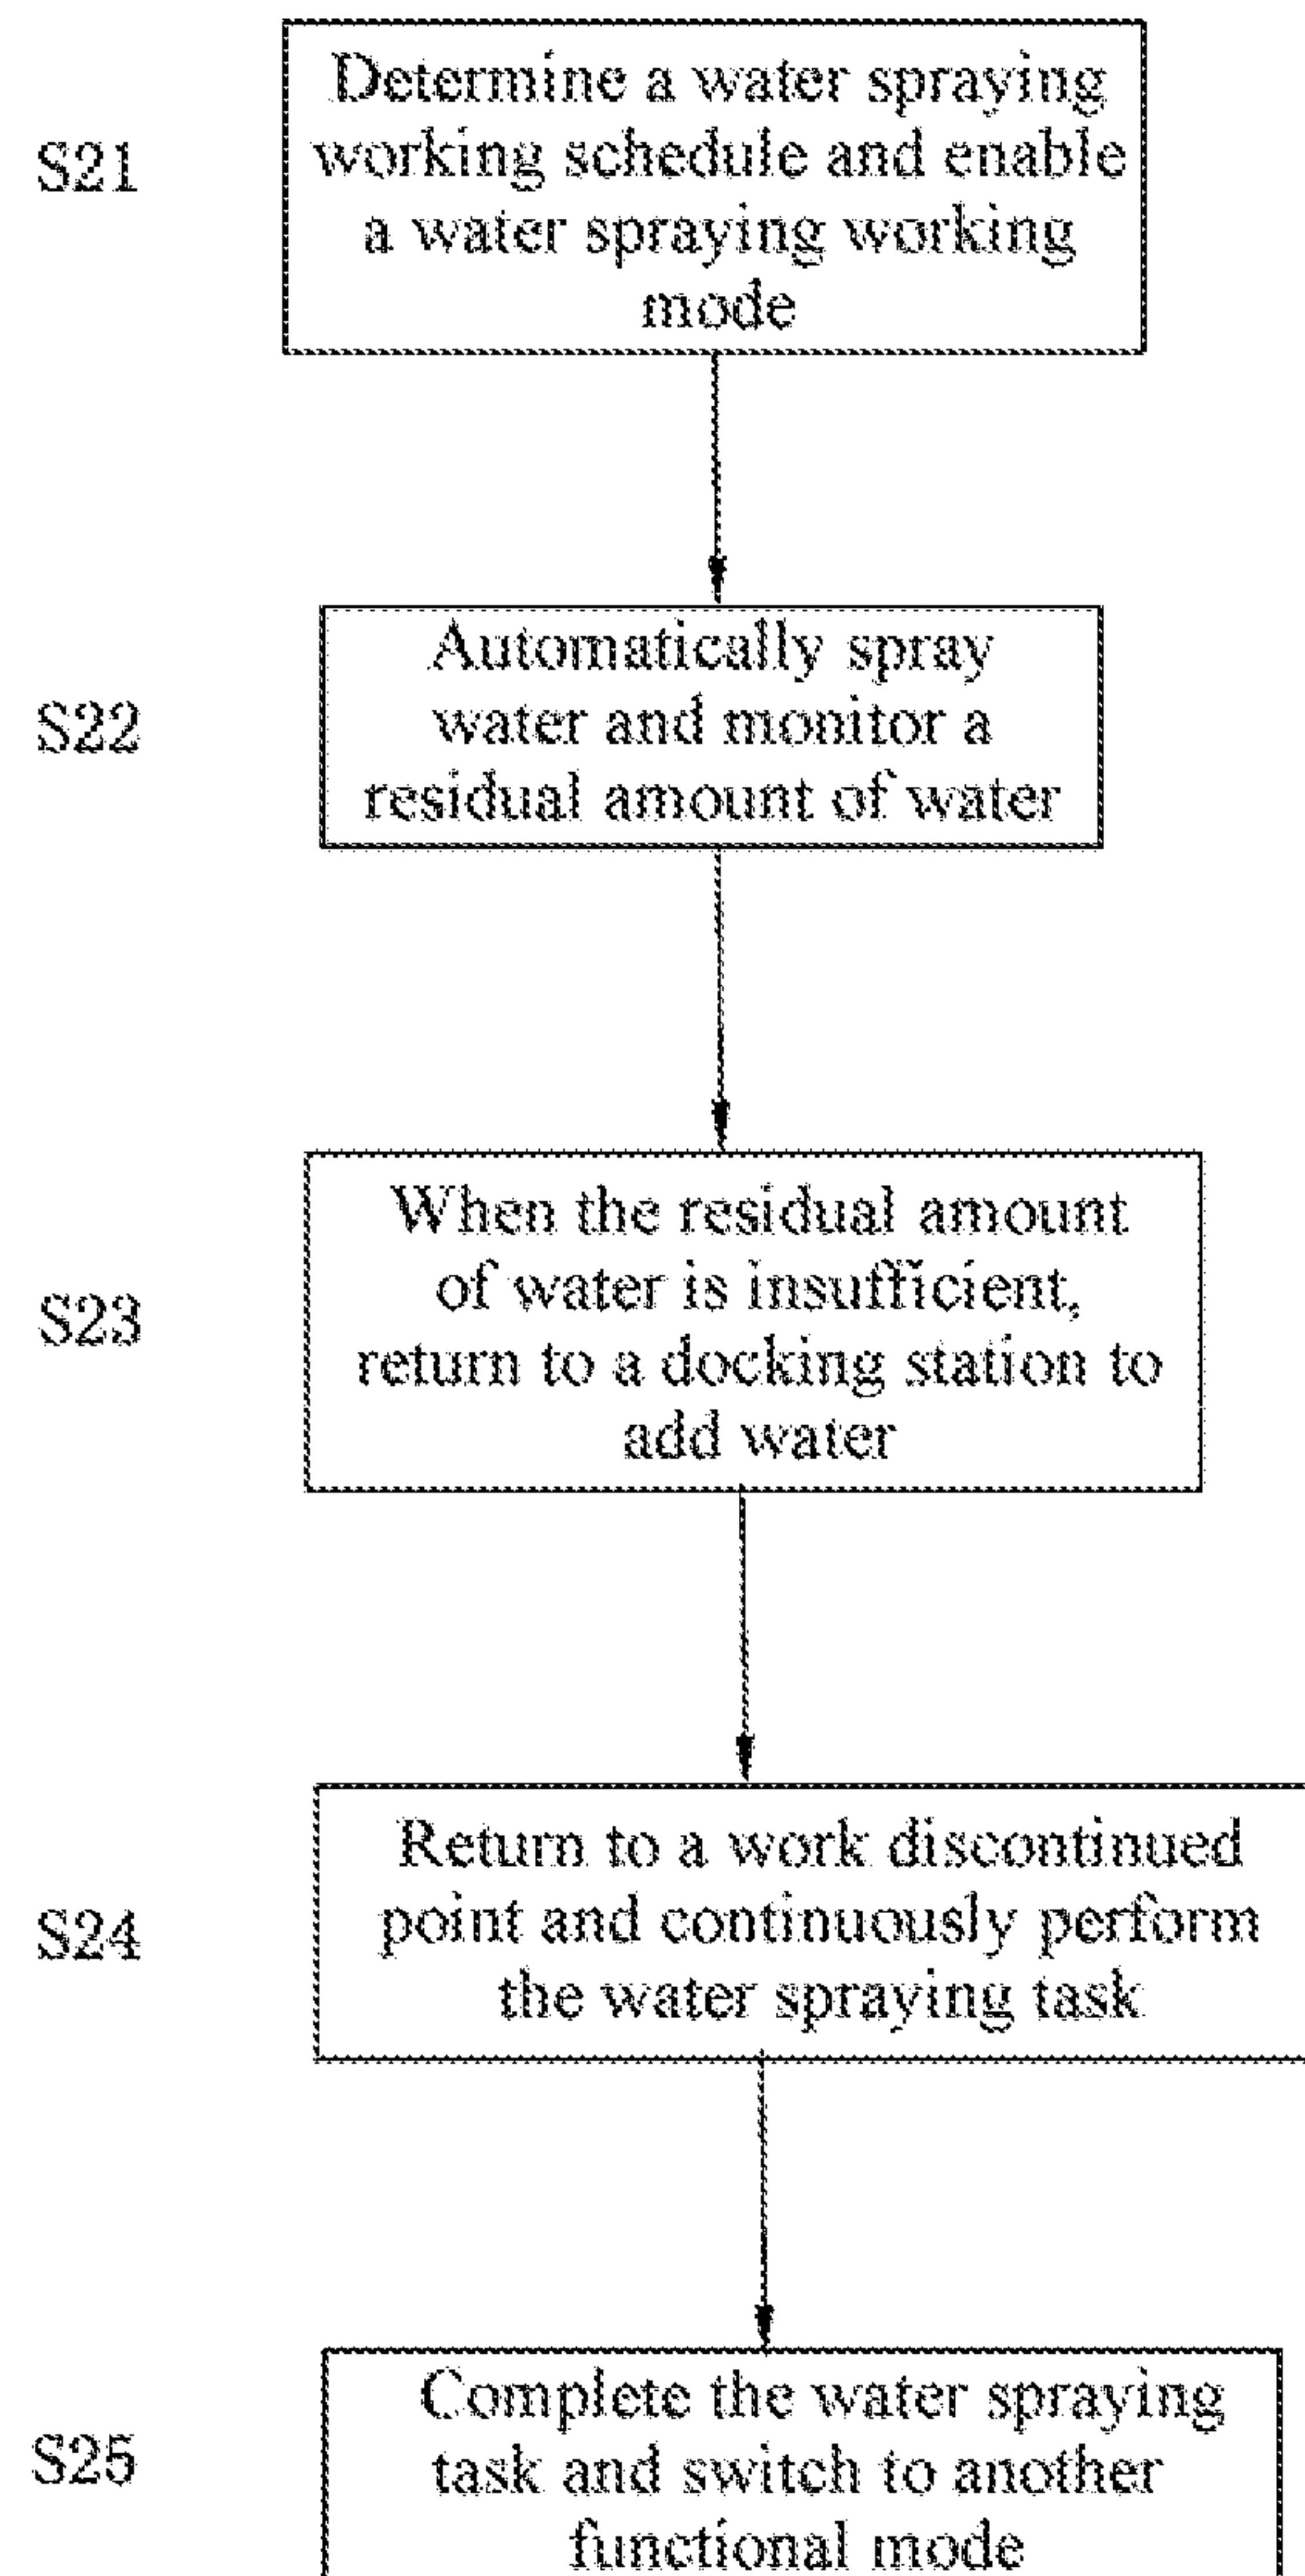 S21
Determine a water spraying
working schedule and enable
a water spraying working
mode
S22
Automatically spray
water and monitor a
residual amount of water
S23
When the residual amount
of water is insufficient,
return to a docking station to
add water
S24
Return to a work discontinued
point and continuously perform
the water spraying task
S25
Complete the water spraying
task and switch to another
functional mode